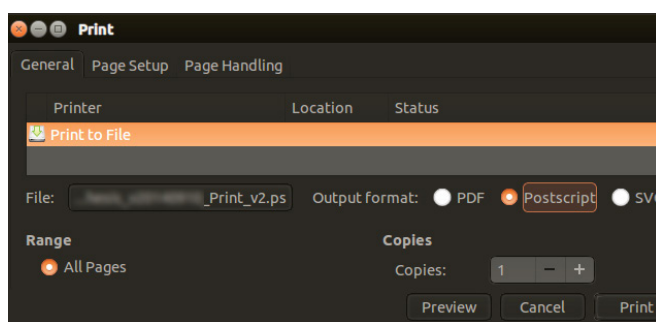 Print
General Page Setup Page Handling
Printer Location Status
Print to File
File: _Print_v2.ps Output format: PDF Postscript SV
Range Copies
All Pages Copies: 1 - +
Preview Cancel Print